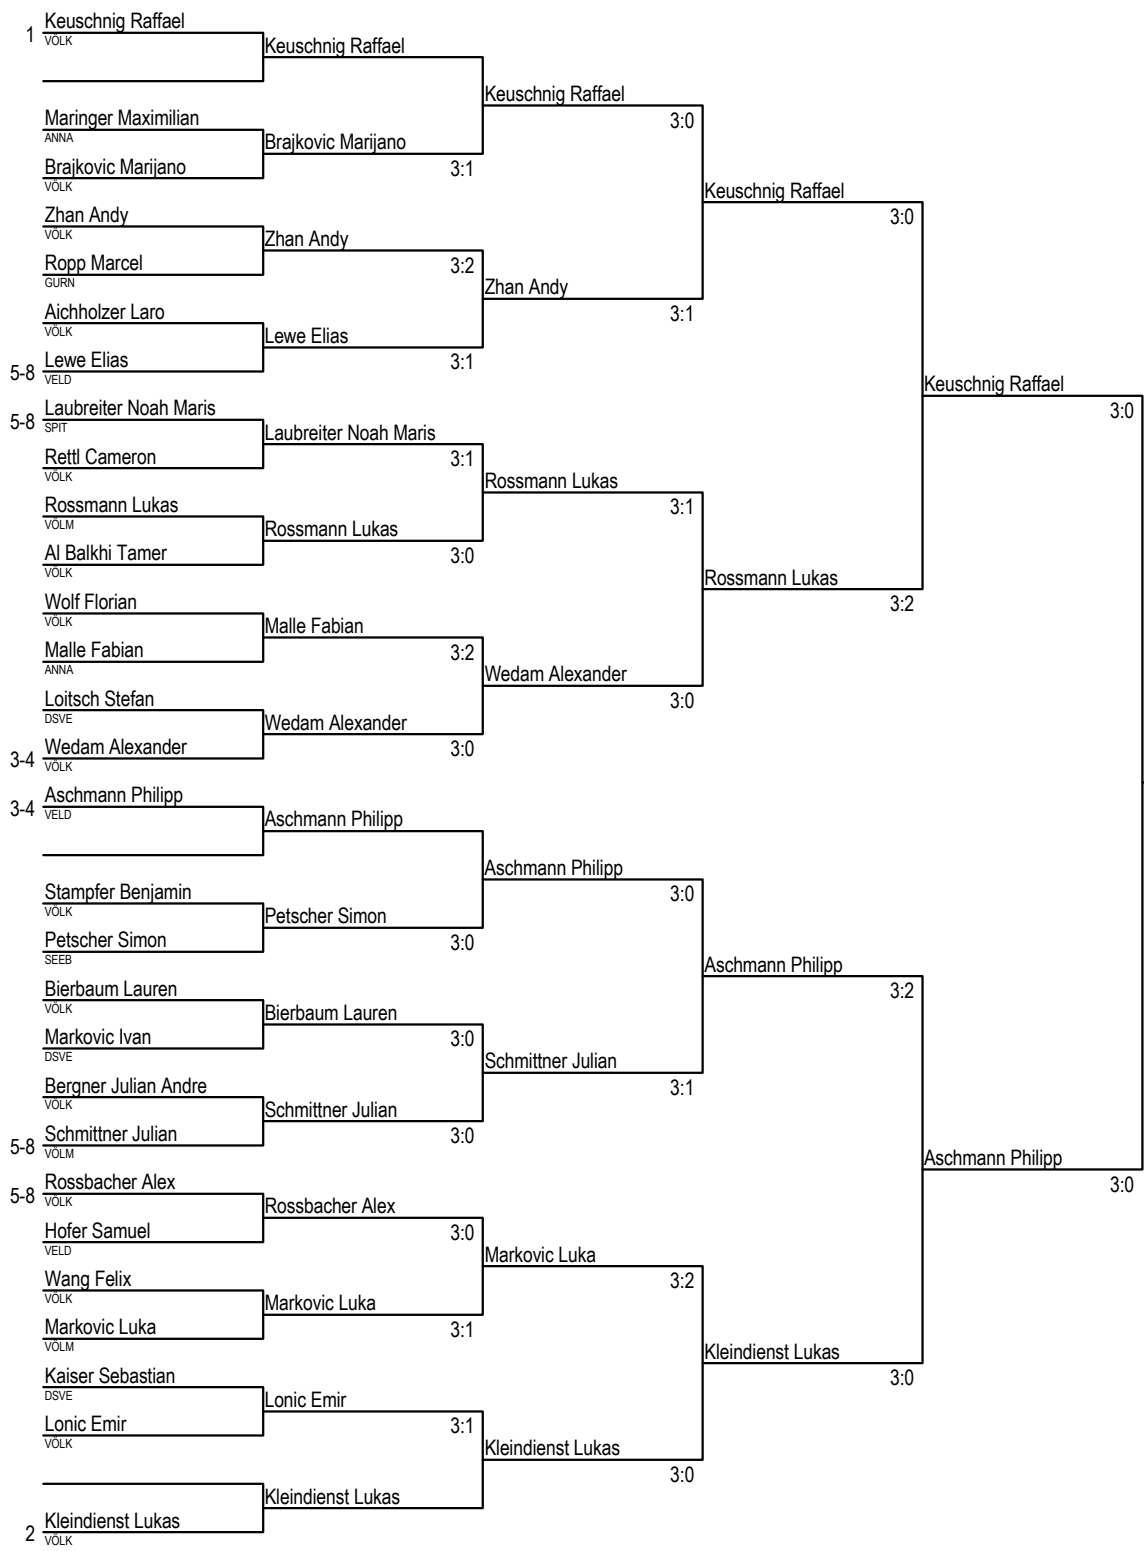 Keuschnig Raffael
1
VÖLK
Keuschnig Raffael
Keuschnig Raffael
3:0
Maringer Maximilian
ANNA
Brajkovic Marijano
3:1
Brajkovic Marijano
VÖLK
Keuschnig Raffael
3:0
Zhan Andy
VÖLK
Zhan Andy
3:2
Ropp Marcel
GURN
Zhan Andy
3:1
Aichholzer Laro
VÖLK
Lewe Elias
3:1
Lewe Elias
5-8
VELD
Keuschnig Raffael
3:0
Laubreiter Noah Maris
5-8
SPIT
Laubreiter Noah Maris
3:1
Rettl Cameron
VÖLK
Rossmann Lukas
3:1
Rossmann Lukas
VÖLM
Rossmann Lukas
3:0
Al Balkhi Tamer
VÖLK
Rossmann Lukas
3:2
Wolf Florian
VÖLK
Malle Fabian
3:2
Malle Fabian
ANNA
Wedam Alexander
3:0
Loitsch Stefan
DSVE
Wedam Alexander
3:0
Wedam Alexander
3-4
VÖLK
Aschmann Philipp
3-4
VELD
Aschmann Philipp
Aschmann Philipp
3:0
Stampfer Benjamin
VÖLK
Petscher Simon
3:0
Petscher Simon
SEEB
Aschmann Philipp
3:2
Bierbaum Lauren
VÖLK
Bierbaum Lauren
3:0
Markovic Ivan
DSVE
Schmittner Julian
3:1
Bergner Julian Andre
VÖLK
Schmittner Julian
3:0
Schmittner Julian
5-8
VÖLM
Aschmann Philipp
3:0
Rossbacher Alex
5-8
VÖLK
Rossbacher Alex
3:0
Hofer Samuel
VELD
Markovic Luka
3:2
Wang Felix
VÖLK
Markovic Luka
3:1
Markovic Luka
VÖLM
Kleindienst Lukas
3:0
Kaiser Sebastian
DSVE
Lonic Emir
3:1
Lonic Emir
VÖLK
Kleindienst Lukas
3:0
Kleindienst Lukas
Kleindienst Lukas
2
VÖLK